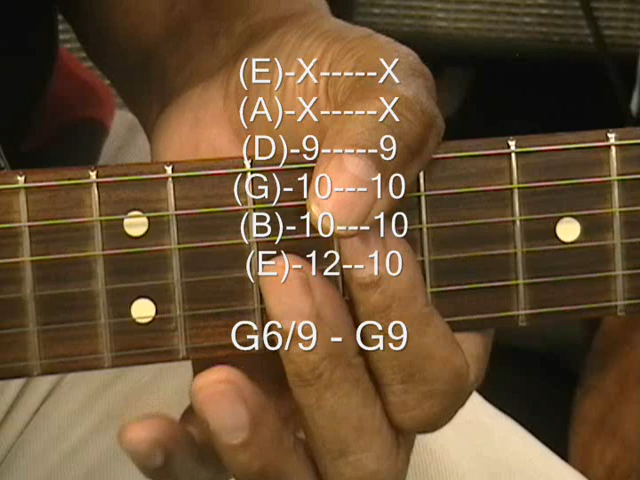 (E)-X-----X
(A)-X-----X
(D)-9-----9
(G)-10---10
(B)-10---10
(E)-12--10
G6/9 - G9